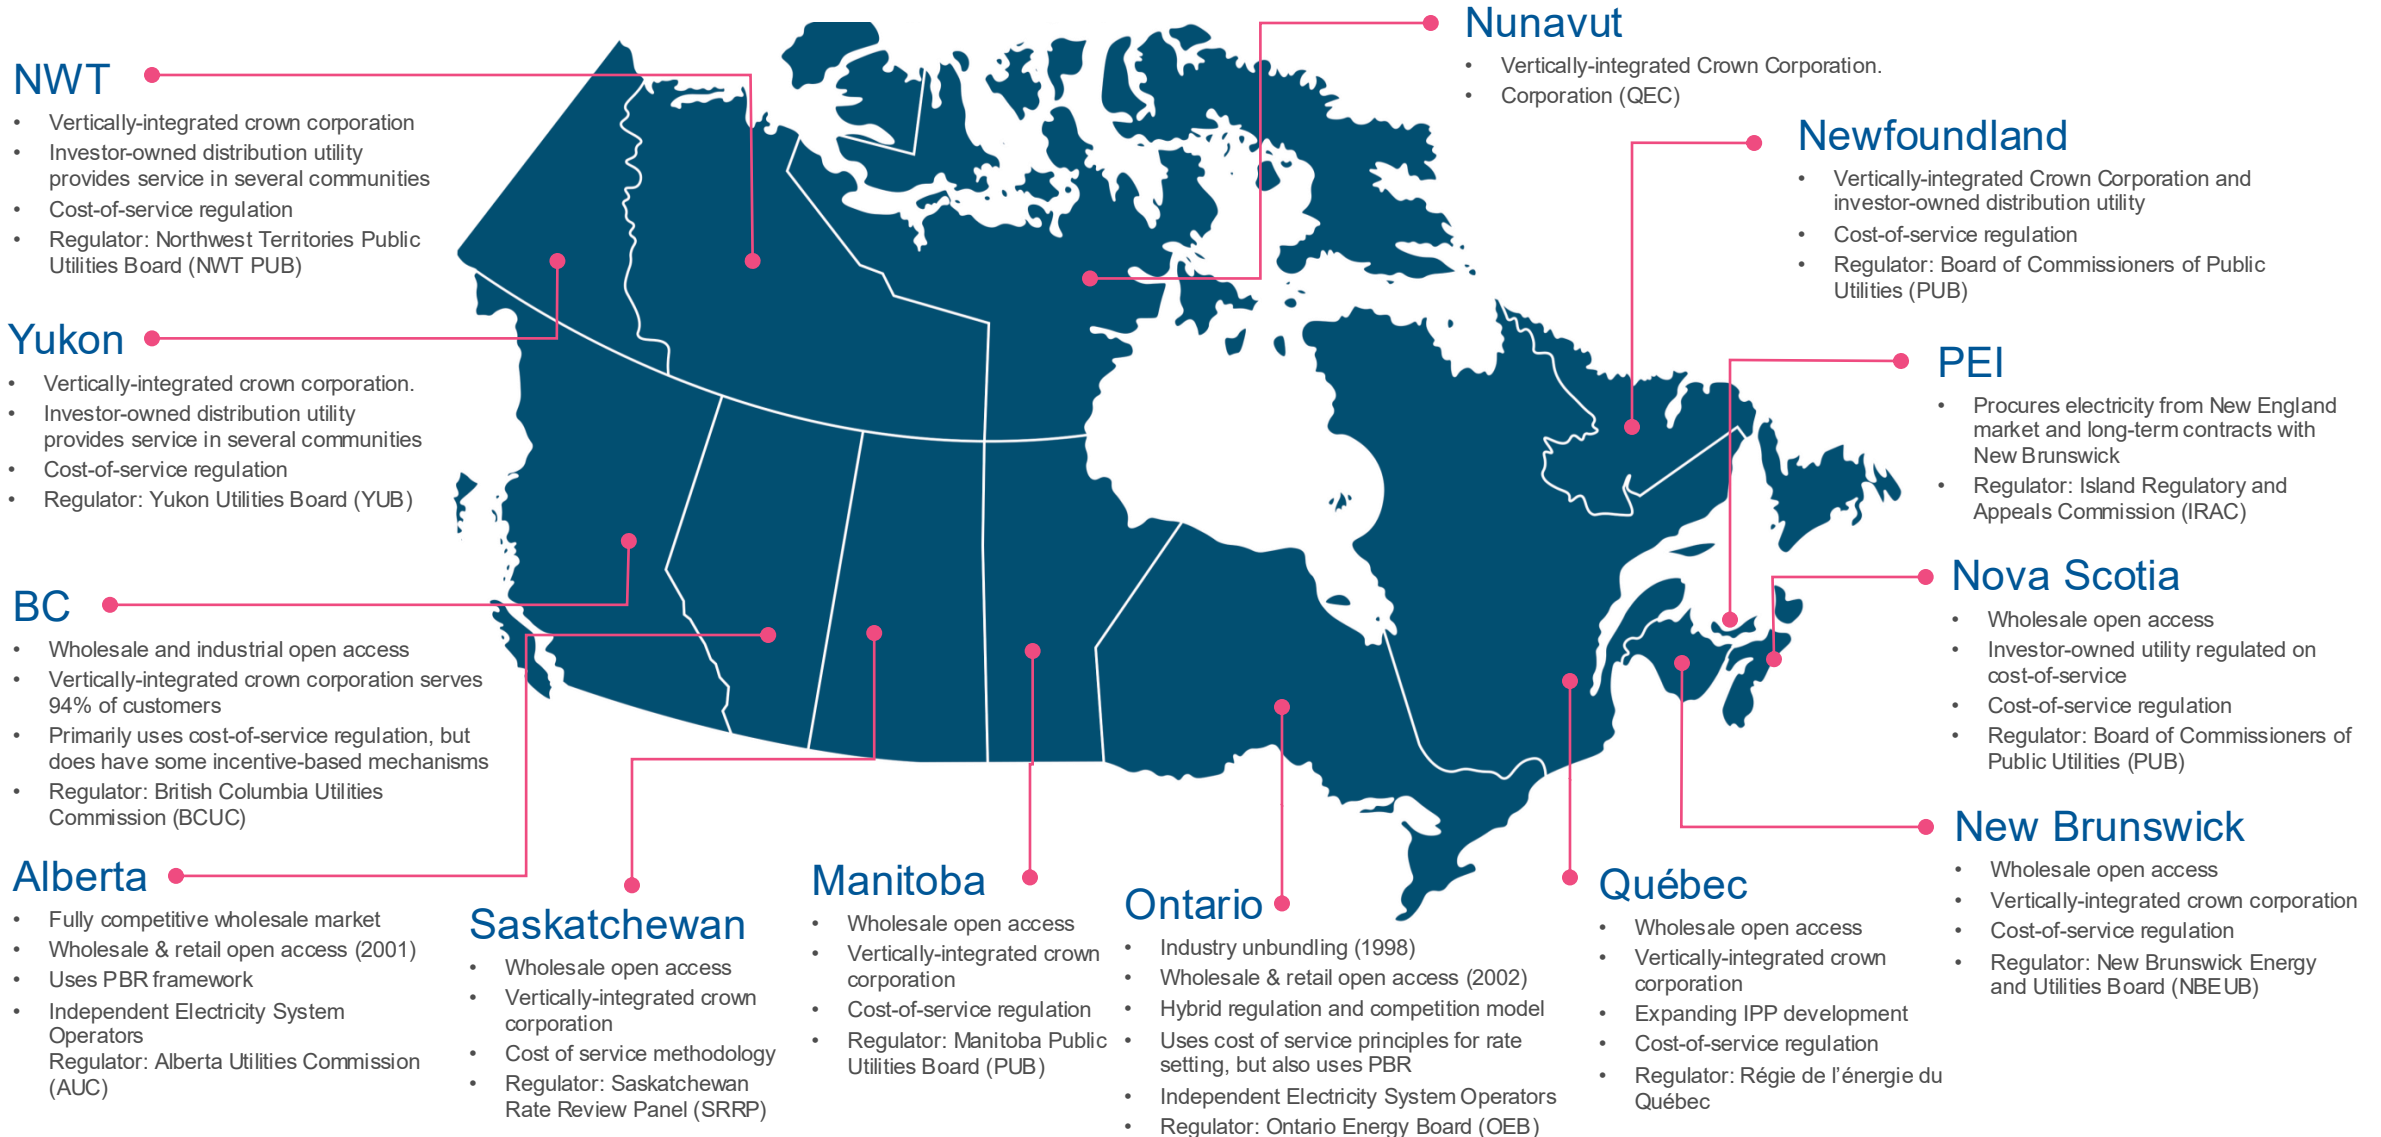 NWT
• Vertically-integrated crown corporation
• Investor-owned distribution utility
provides service in several communities
• Cost-of-service regulation
• Regulator: Northwest Territories Public
Utilities Board (NWT PUB)
Yukon
• Vertically-integrated crown corporation.
• Investor-owned distribution utility
provides service in several communities
• Cost-of-service regulation
• Regulator: Yukon Utilities Board (YUB)
BC
• Wholesale and industrial open access
• Vertically-integrated crown corporation serves
94% of customers
• Primarily uses cost-of-service regulation, but
does have some incentive-based mechanisms
• Regulator: British Columbia Utilities
Commission (BCUC)
Alberta
• Fully competitive wholesale market
• Wholesale & retail open access (2001)
• Uses PBR framework
• Independent Electricity System
Operators
Regulator: Alberta Utilities Commission
(AUC)
Saskatchewan
• Wholesale open access
• Vertically-integrated crown
corporation
• Cost of service methodology
• Regulator: Saskatchewan
Rate Review Panel (SRRP)
Manitoba
• Wholesale open access
• Vertically-integrated crown
corporation
• Cost-of-service regulation
• Regulator: Manitoba Public
Utilities Board (PUB)
Ontario
• Industry unbundling (1998)
• Wholesale & retail open access (2002)
• Hybrid regulation and competition model
• Uses cost of service principles for rate
setting, but also uses PBR
• Independent Electricity System Operators
• Regulator: Ontario Energy Board (OEB)
Québec
• Wholesale open access
• Vertically-integrated crown
corporation
• Expanding IPP development
• Cost-of-service regulation
• Regulator: Régie de l’énergie du
Québec
Nunavut
• Vertically-integrated Crown Corporation.
• Corporation (QEC)
Newfoundland
• Vertically-integrated Crown Corporation and
investor-owned distribution utility
• Cost-of-service regulation
• Regulator: Board of Commissioners of Public
Utilities (PUB)
PEI
• Procures electricity from New England
market and long-term contracts with
New Brunswick
• Regulator: Island Regulatory and
Appeals Commission (IRAC)
Nova Scotia
• Wholesale open access
• Investor-owned utility regulated on
cost-of-service
• Cost-of-service regulation
• Regulator: Board of Commissioners of
Public Utilities (PUB)
New Brunswick
• Wholesale open access
• Vertically-integrated crown corporation
• Cost-of-service regulation
• Regulator: New Brunswick Energy
and Utilities Board (NBEUB)